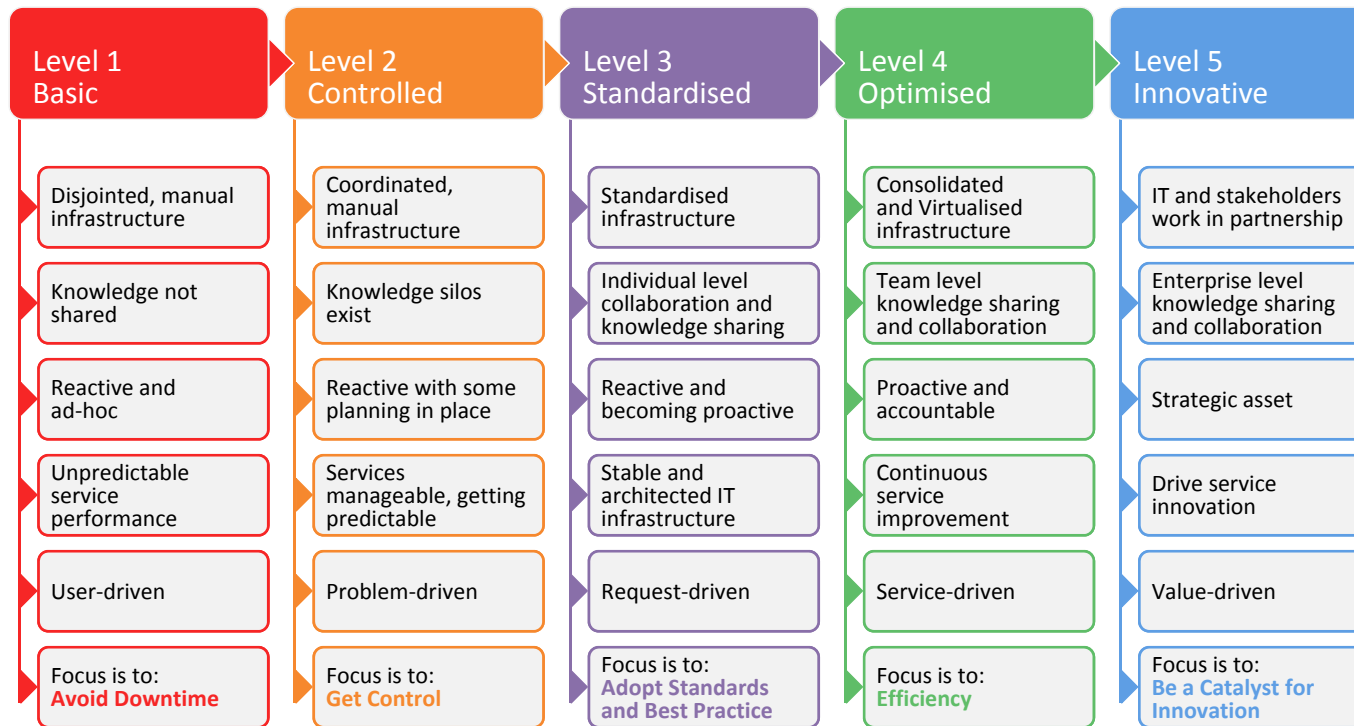 Level 1
Basic
Level 2
Controlled
Level 3
Standardised
Level 4
Optimised
Level 5
Innovative
Disjointed, manual
infrastructure
Coordinated,
manual
infrastructure
Standardised
infrastructure
Consolidated
and Virtualised
infrastructure
IT and stakeholders
work in partnership
Knowledge not
shared
Knowledge silos
exist
Individual level
collaboration and
knowledge sharing
Team level
knowledge sharing
and collaboration
Enterprise level
knowledge sharing
and collaboration
Reactive and
ad-hoc
Reactive with some
planning in place
Reactive and
becoming proactive
Proactive and
accountable
Strategic asset
Unpredictable
service
performance
Services
manageable, getting
predictable
Stable and
architected IT
infrastructure
Continuous
service
improvement
Drive service
innovation
User-driven
Problem-driven
Request-driven
Service-driven
Value-driven
Focus is to:
Avoid Downtime
Focus is to:
Get Control
Focus is to:
Adopt Standards
and Best Practice
Focus is to:
Efficiency
Focus is to:
Be a Catalyst for
Innovation